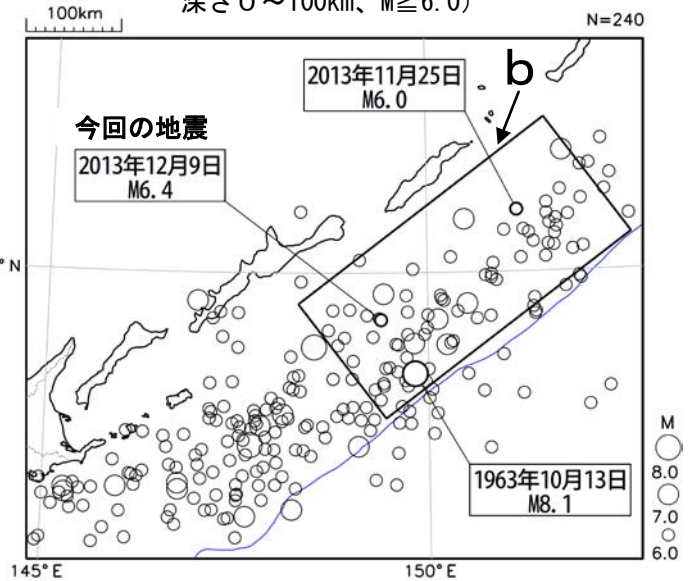 深さ0～100km、M≧6.0）
100km
N=240
2013年11月25日
M6.0
b
今回の地震
2013年12月9日
M6.4
°N
1963年10月13日
M8.1
M
8.0
7.0
6.0
145°E
150°E